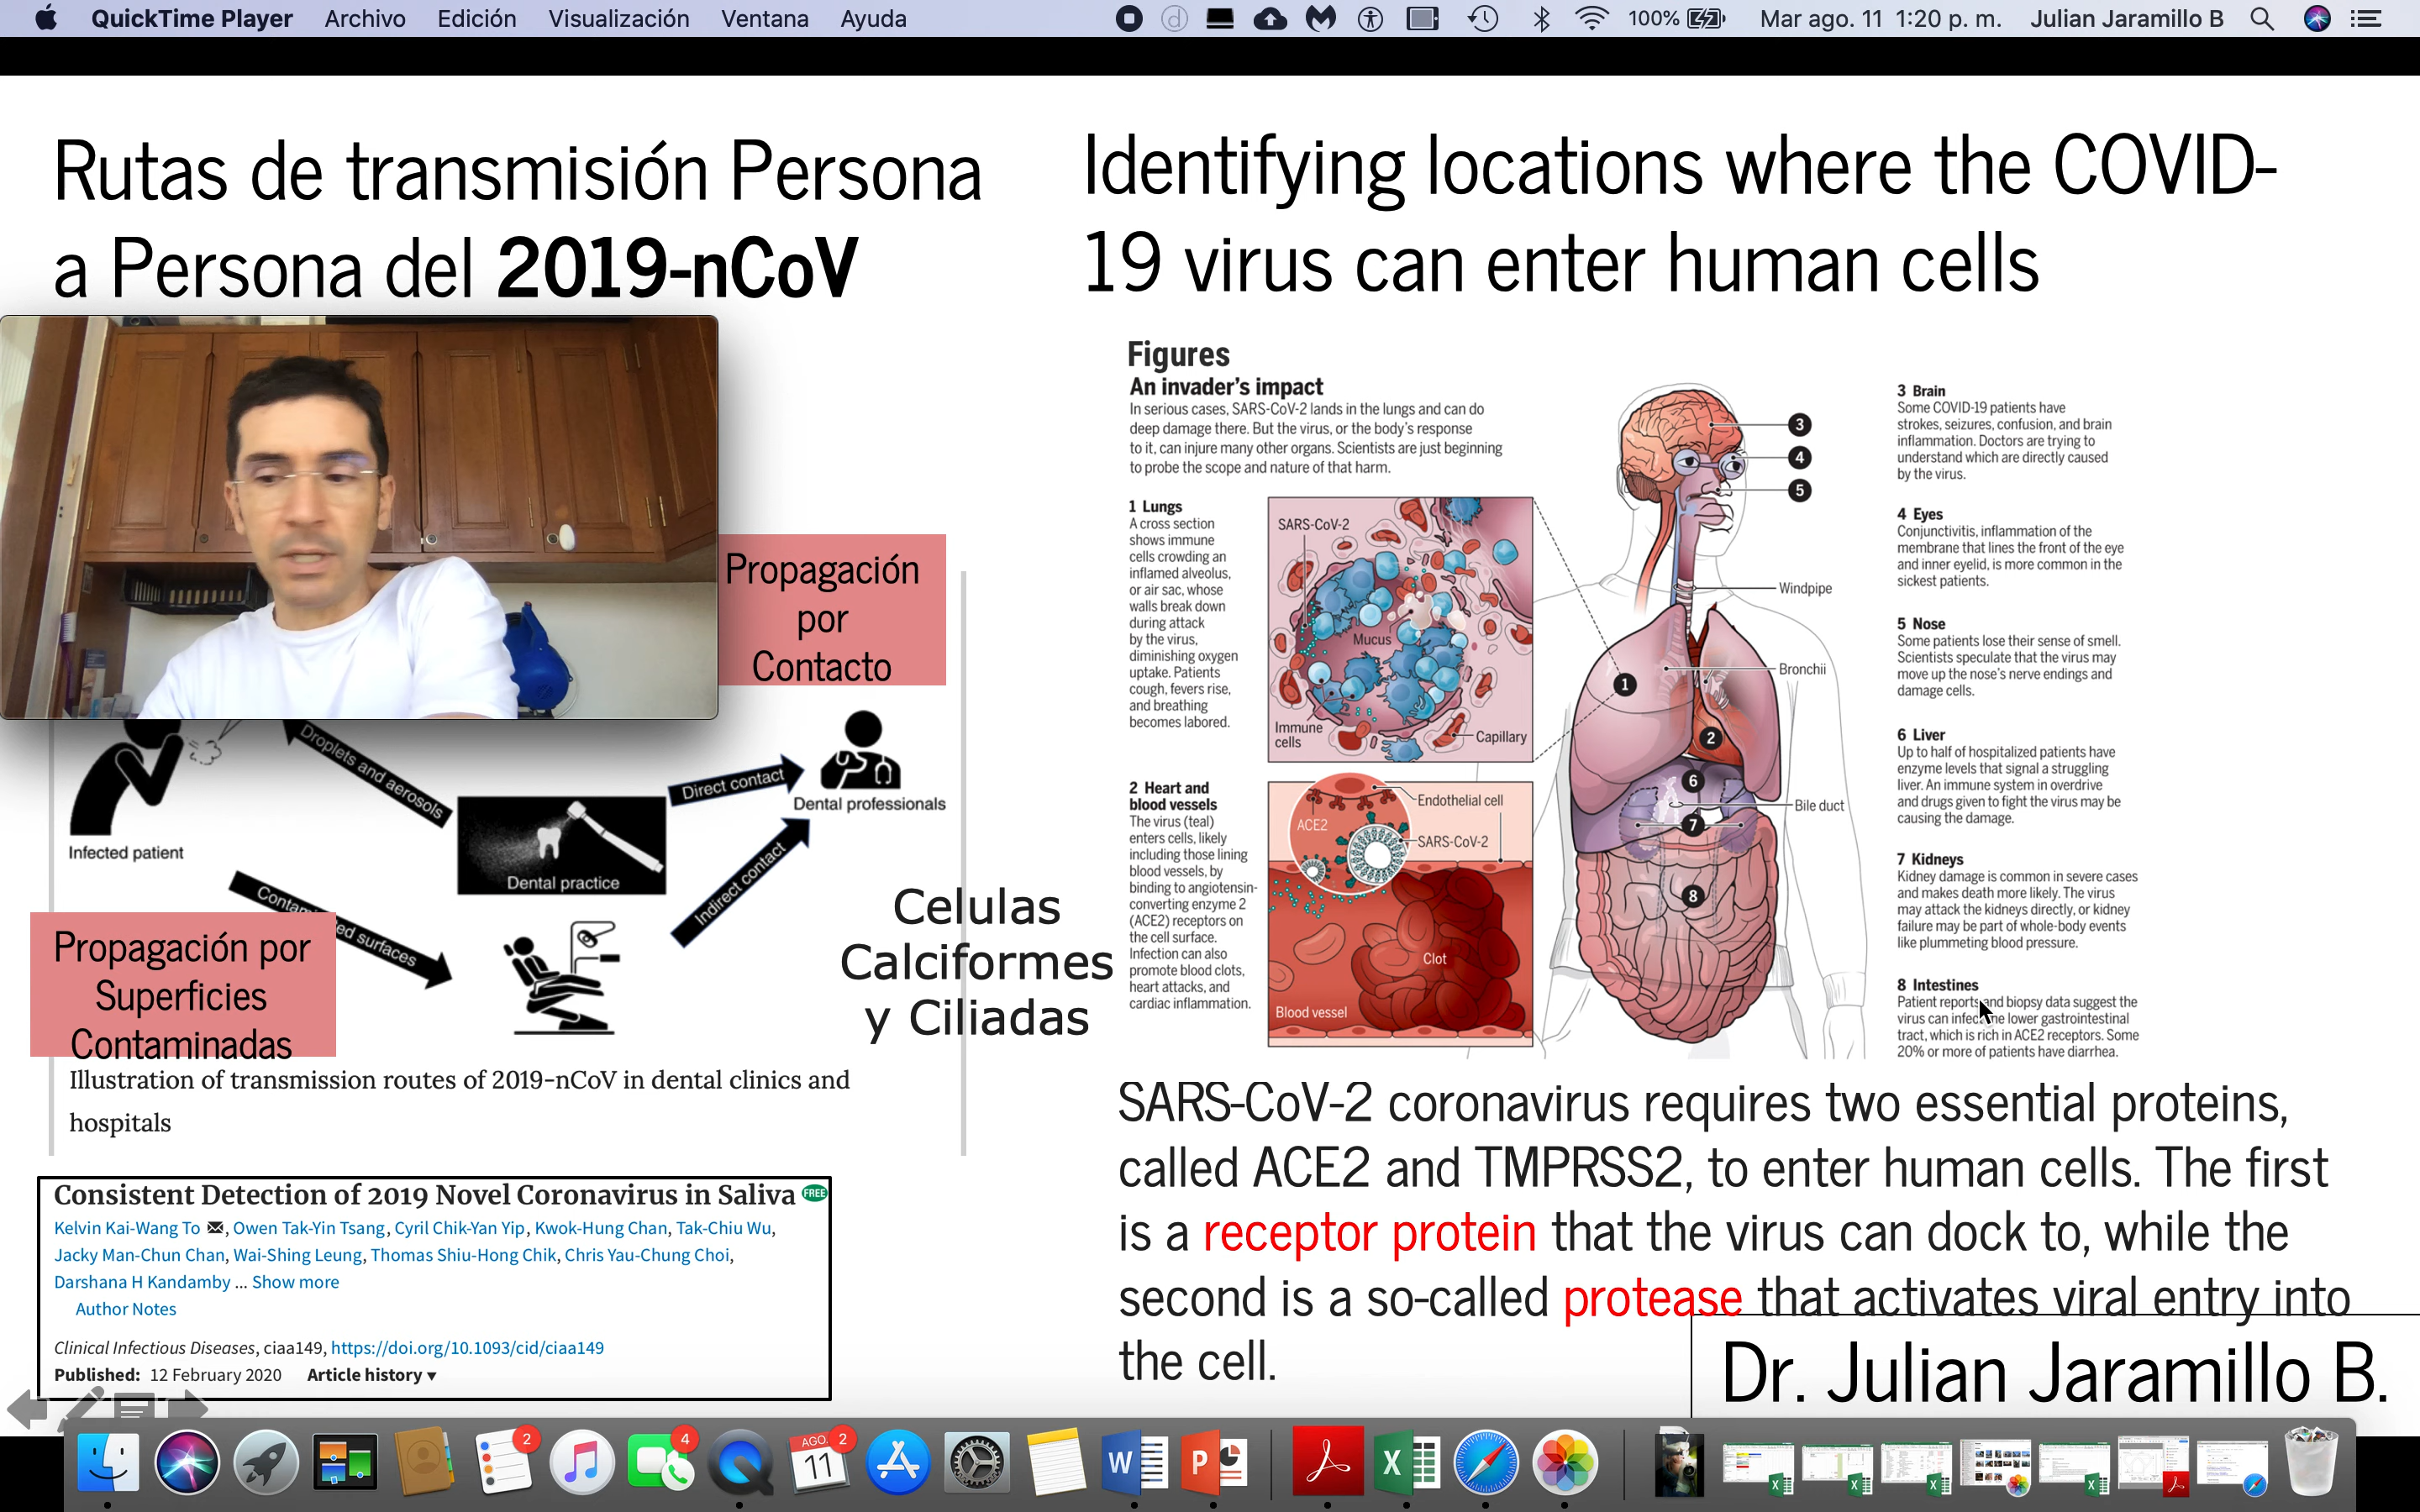 QuickTime Player Archivo Edición Visualización Ventana Ayuda 100% Mar ago. 11 1:20 p. m. Julian Jaramillo B
Rutas de transmisión Persona
a Persona del 2019-nCoV
Propagación
por
Contacto
Droplets and aerosols
Direct contact
Dental professionals
Infected patient
Dental practice
Indirect contact
Propagación por
Superficies
Contaminadas
Celulas
Calciformes
y Ciliadas
Illustration of transmission routes of 2019-nCoV in dental clinics and
hospitals
Consistent Detection of 2019 Novel Coronavirus in Saliva FREE
Kelvin Kai-Wang To, Owen Tak-Yin Tsang, Cyril Chik-Yan Yip, Kwok-Hung Chan, Tak-Chiu Wu,
Jacky Man-Chun Chan, Wai-Shing Leung, Thomas Shiu-Hong Chik, Chris Yau-Chung Choi,
Darshana H Kandamby ... Show more
Author Notes
Clinical Infectious Diseases, ciaa149, https://doi.org/10.1093/cid/ciaa149
Published: 12 February 2020 Article history
Identifying locations where the COVID-
19 virus can enter human cells
Figures
An invader's impact
In serious cases, SARS-CoV-2 lands in the lungs and can do
deep damage there. But the virus, or the body's response
to it, can injure many other organs. Scientists are just beginning
to probe the scope and nature of that harm.
1 Lungs
A cross section
shows immune
cells crowding an
inflamed alveolus,
or air sac, whose
walls break down
during attack
by the virus,
diminishing oxygen
uptake. Patients
cough, fevers rise,
and breathing
becomes labored.
SARS-CoV-2
Mucus
Immune
cells
Capillary
2 Heart and
blood vessels
The virus (teal)
enters cells, likely
including those lining
blood vessels, by
binding to angiotensin-
converting enzyme 2
(ACE2) receptors on
the cell surface.
Infection can also
promote blood clots,
heart attacks, and
cardiac inflammation.
Endothelial cell
ACE2
SARS-CoV-2
Clot
Blood vessel
3
4
5
Windpipe
Bronchii
1
2
6
Bile duct
7
8
3 Brain
Some COVID-19 patients have
strokes, seizures, confusion, and brain
inflammation. Doctors are trying to
understand which are directly caused
by the virus.
4 Eyes
Conjunctivitis, inflammation of the
membrane that lines the front of the eye
and inner eyelid, is more common in the
sickest patients.
5 Nose
Some patients lose their sense of smell.
Scientists speculate that the virus may
move up the nose's nerve endings and
damage cells.
6 Liver
Up to half of hospitalized patients have
enzyme levels that signal a struggling
liver. An immune system in overdrive
and drugs given to fight the virus may be
causing the damage.
7 Kidneys
Kidney damage is common in severe cases
and makes death more likely. The virus
may attack the kidneys directly, or kidney
failure may be part of whole-body events
like plummeting blood pressure.
8 Intestines
Patient reports and biopsy data suggest the
virus can infect the lower gastrointestinal
tract, which is rich in ACE2 receptors. Some
20% or more of patients have diarrhea.
SARS-CoV-2 coronavirus requires two essential proteins,
called ACE2 and TMPRSS2, to enter human cells. The first
is a receptor protein that the virus can dock to, while the
second is a so-called protease that activates viral entry into
the cell.
Dr. Julian Jaramillo B.
2
4
AGO.
11
2